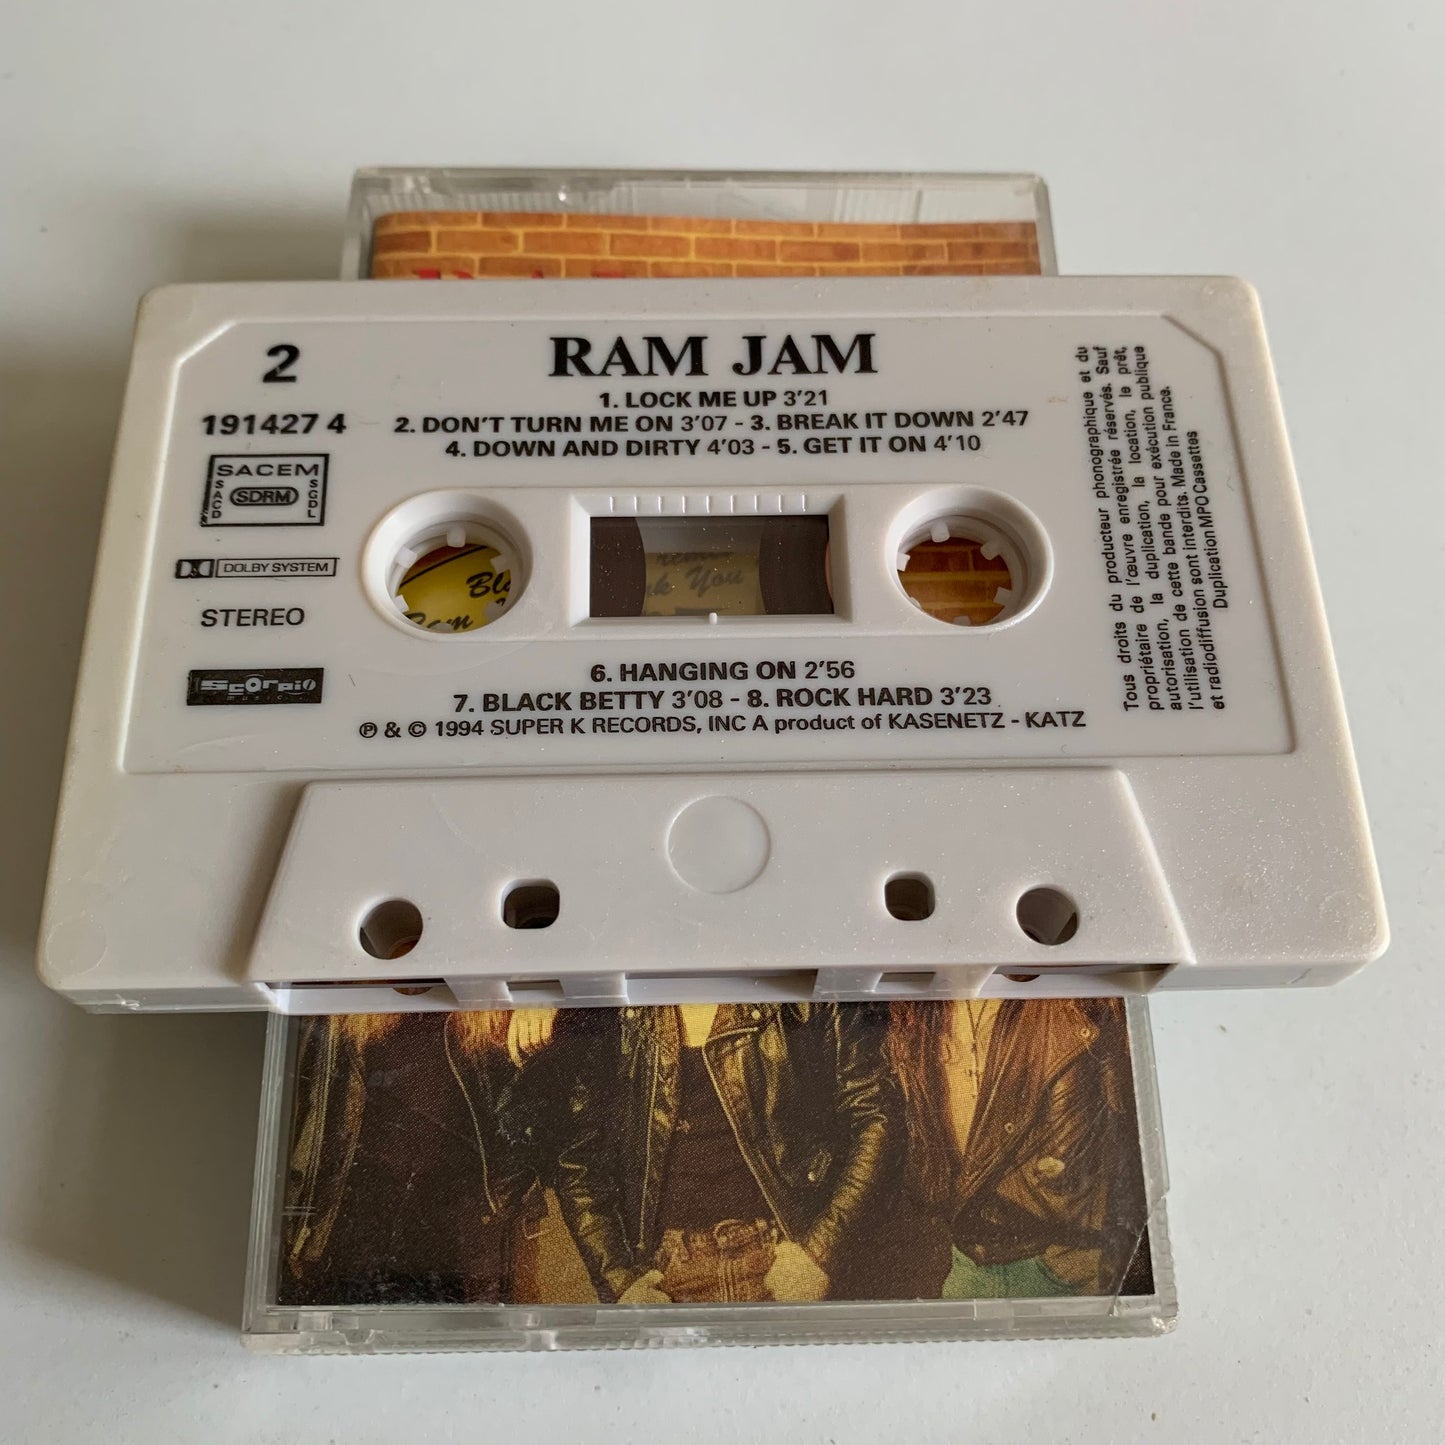 2
191427 4
SACEM
SACD
SDRM
SGDL
DOLBY SYSTEM
STEREO
Scorpio
RAM JAM
1. LOCK ME UP 3'21
2. DON'T TURN ME ON 3'07 - 3. BREAK IT DOWN 2'47
4. DOWN AND DIRTY 4'03 - 5. GET IT ON 4'10
You
6. HANGING ON 2'56
7. BLACK BETTY 3'08 - 8. ROCK HARD 3'23
℗ & © 1994 SUPER K RECORDS, INC A product of KASENETZ - KATZ
Tous droits du producteur phonographique et du
propriétaire de l'œuvre enregistrée réservés. Sauf
autorisation, la duplication, la location, le prêt,
l'utilisation de cette bande pour exécution publique
et radiodiffusion sont interdits. Made in France.
Duplication MPO Cassettes